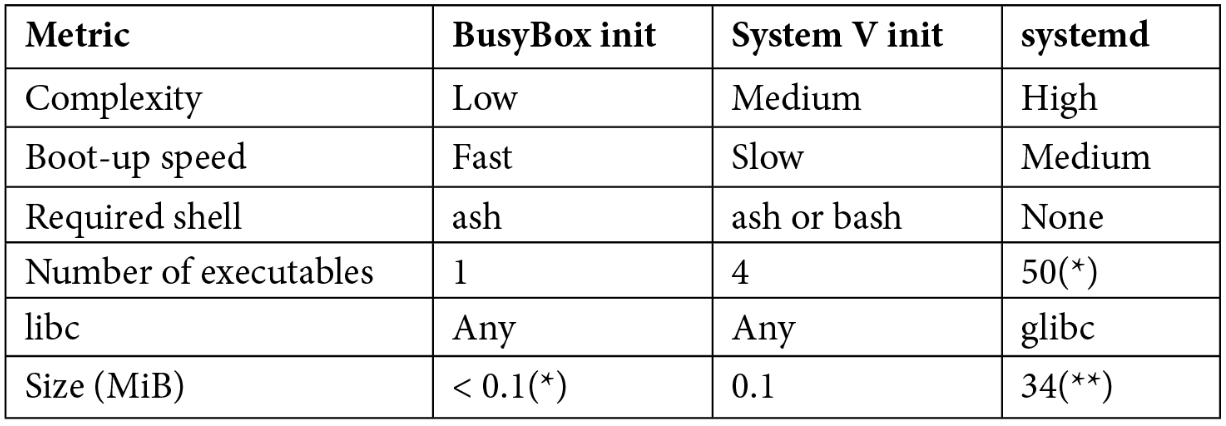 Metric BusyBox init System V init systemd
Complexity Low Medium High
Boot-up speed Fast Slow Medium
Required shell ash ash or bash None
Number of executables 1 4 50(*)
libc Any Any glibc
Size (MiB) < 0.1(*) 0.1 34(**)